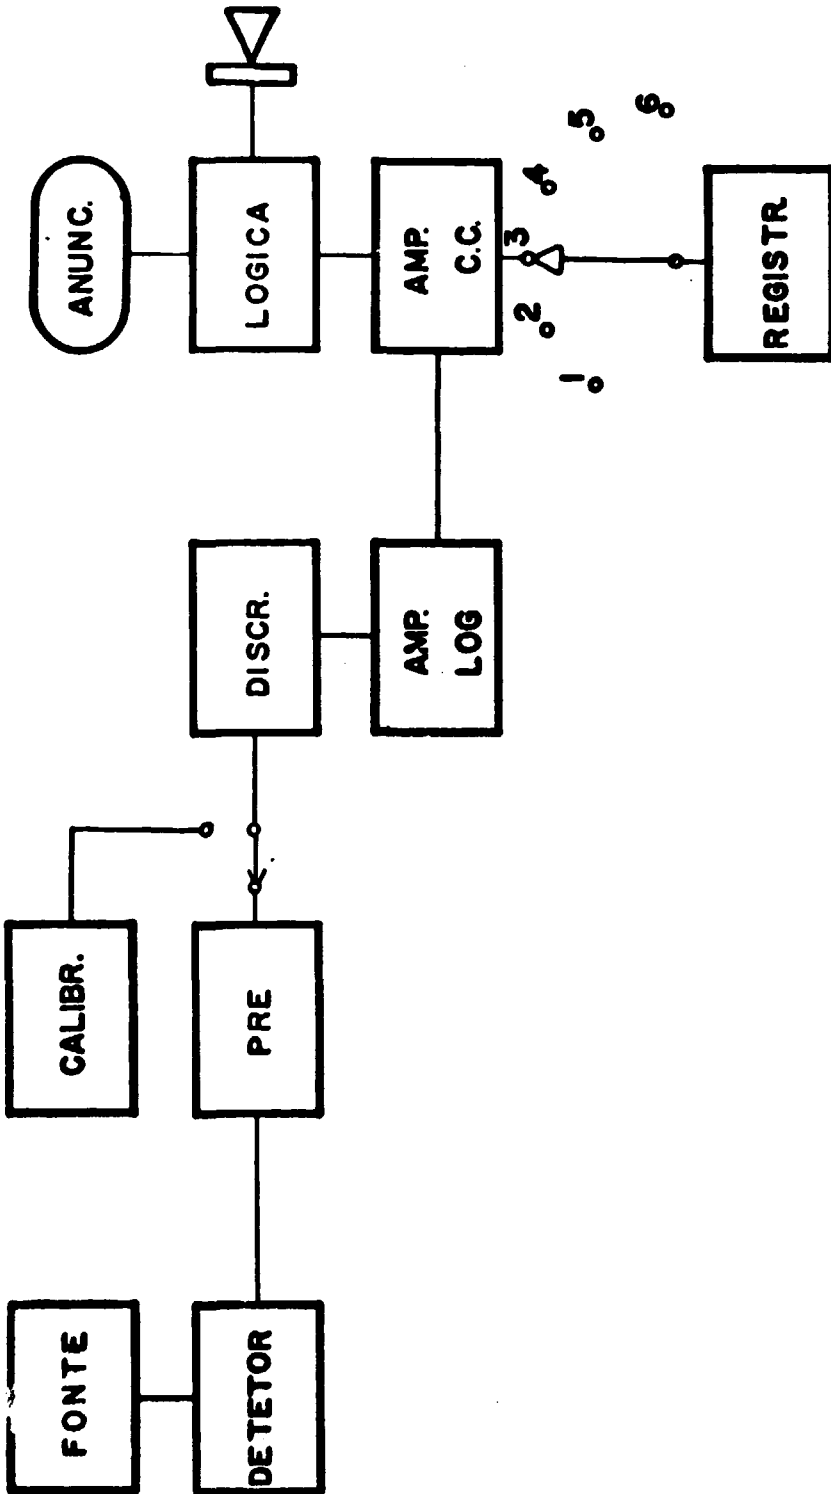 FONTE
CALIBR.
ANUNC.
DETETOR
PRE
DISCR.
LOGICA
AMP.
LOG
AMP.
C.C.
1
2
3
4
5
6
REGISTR.